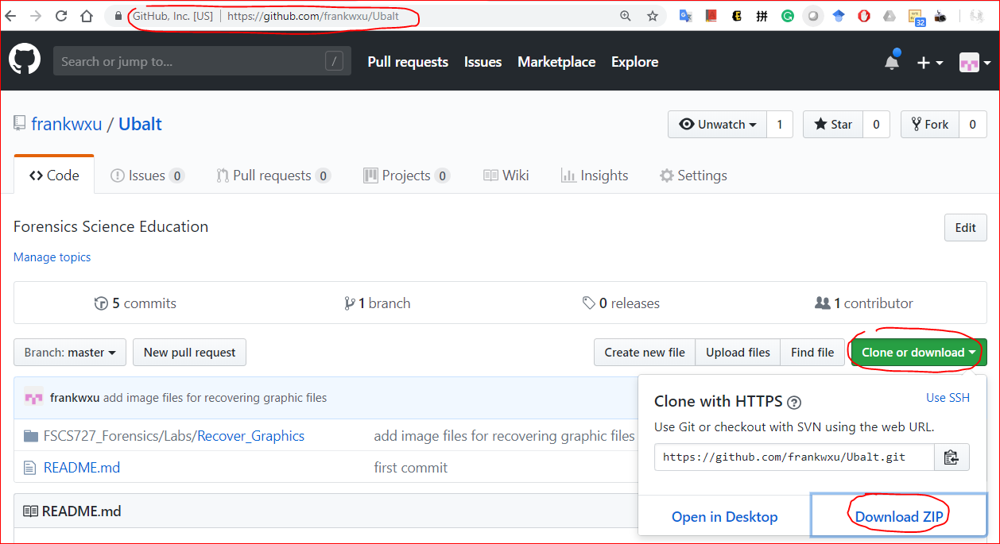 GitHub, Inc. [US] | https://github.com/frankwxu/Ubalt
32
Search or jump to... /
Pull requests Issues Marketplace Explore
frankwxu / Ubalt
Unwatch 1 Star 0 Fork 0
Code Issues 0 Pull requests 0 Projects 0 Wiki Insights Settings
Forensics Science Education
Edit
Manage topics
5 commits 1 branch 0 releases 1 contributor
Branch: master New pull request Create new file Upload files Find file Clone or download
frankwxu add image files for recovering graphic files
FSCS727_Forensics/Labs/Recover_Graphics add image files for recovering graphic files
README.md first commit
README.md
Clone with HTTPS ? Use SSH
Use Git or checkout with SVN using the web URL.
https://github.com/frankwxu/Ubalt.git
Open in Desktop Download ZIP